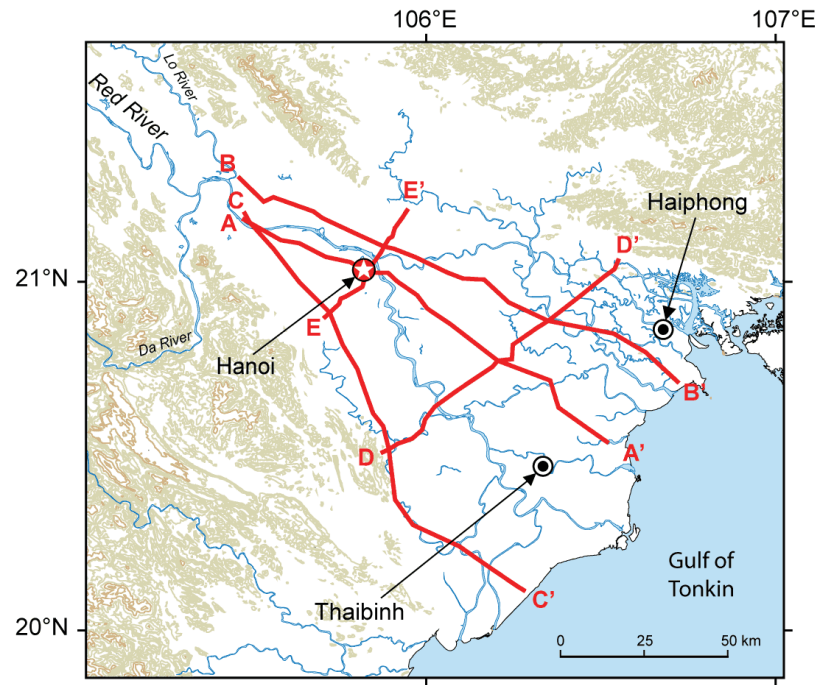 106°E
107°E
Lo River
Red River
B
C
A
E'
Haiphong
D'
21°N
E
Da River
Hanoi
B'
D
A'
Gulf of
Tonkin
Thaibinh
C'
20°N
0 25 50 km